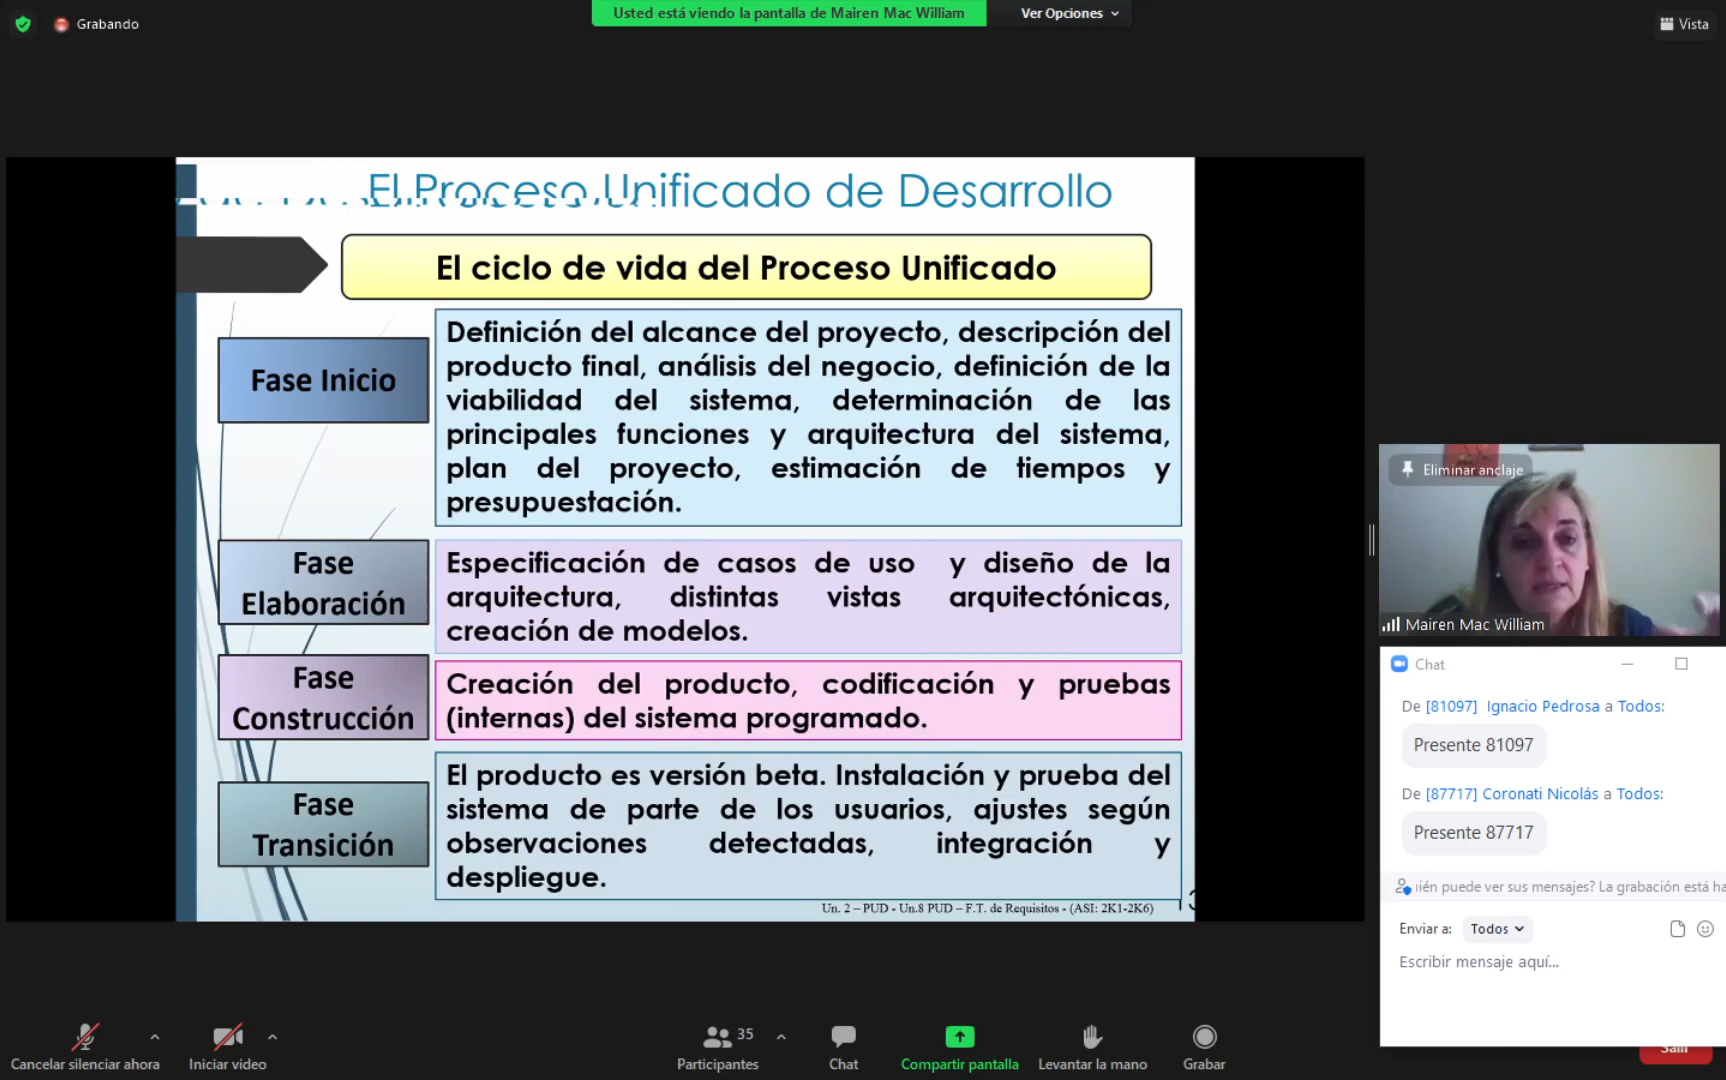 Grabando
Usted está viendo la pantalla de Mairen Mac William
Ver Opciones
Vista
El Proceso Unificado de Desarrollo
El ciclo de vida del Proceso Unificado
Fase Inicio
Definición del alcance del proyecto, descripción del
producto final, análisis del negocio, definición de la
viabilidad del sistema, determinación de las
principales funciones y arquitectura del sistema,
plan del proyecto, estimación de tiempos y
presupuestación.
Fase
Elaboración
Especificación de casos de uso y diseño de la
arquitectura, distintas vistas arquitectónicas,
creación de modelos.
Fase
Construcción
Creación del producto, codificación y pruebas
(internas) del sistema programado.
Fase
Transición
El producto es versión beta. Instalación y prueba del
sistema de parte de los usuarios, ajustes según
observaciones detectadas, integración y
despliegue.
Un. 2 – PUD - Un.8 PUD – F.T. de Requisitos - (ASI: 2K1-2K6)
Eliminar anclaje
Mairen Mac William
Chat
De [81097] Ignacio Pedrosa a Todos:
Presente 81097
De [87717] Coronati Nicolás a Todos:
Presente 87717
puede ver sus mensajes? La grabación está
Enviar a: Todos
Escribir mensaje aquí...
Cancelar silenciar ahora
Iniciar video
35
Participantes
Chat
Compartir pantalla
Levantar la mano
Grabar